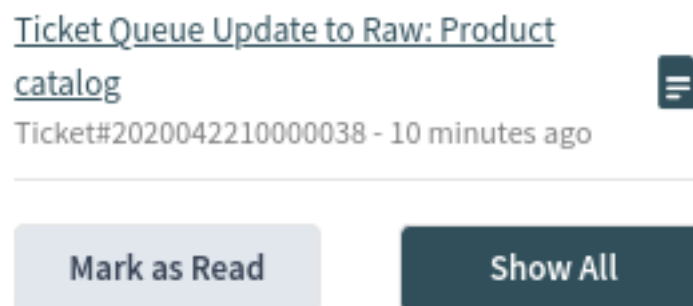 Ticket Queue Update to Raw: Product
catalog
Ticket#2020042210000038 - 10 minutes ago
Mark as Read
Show All